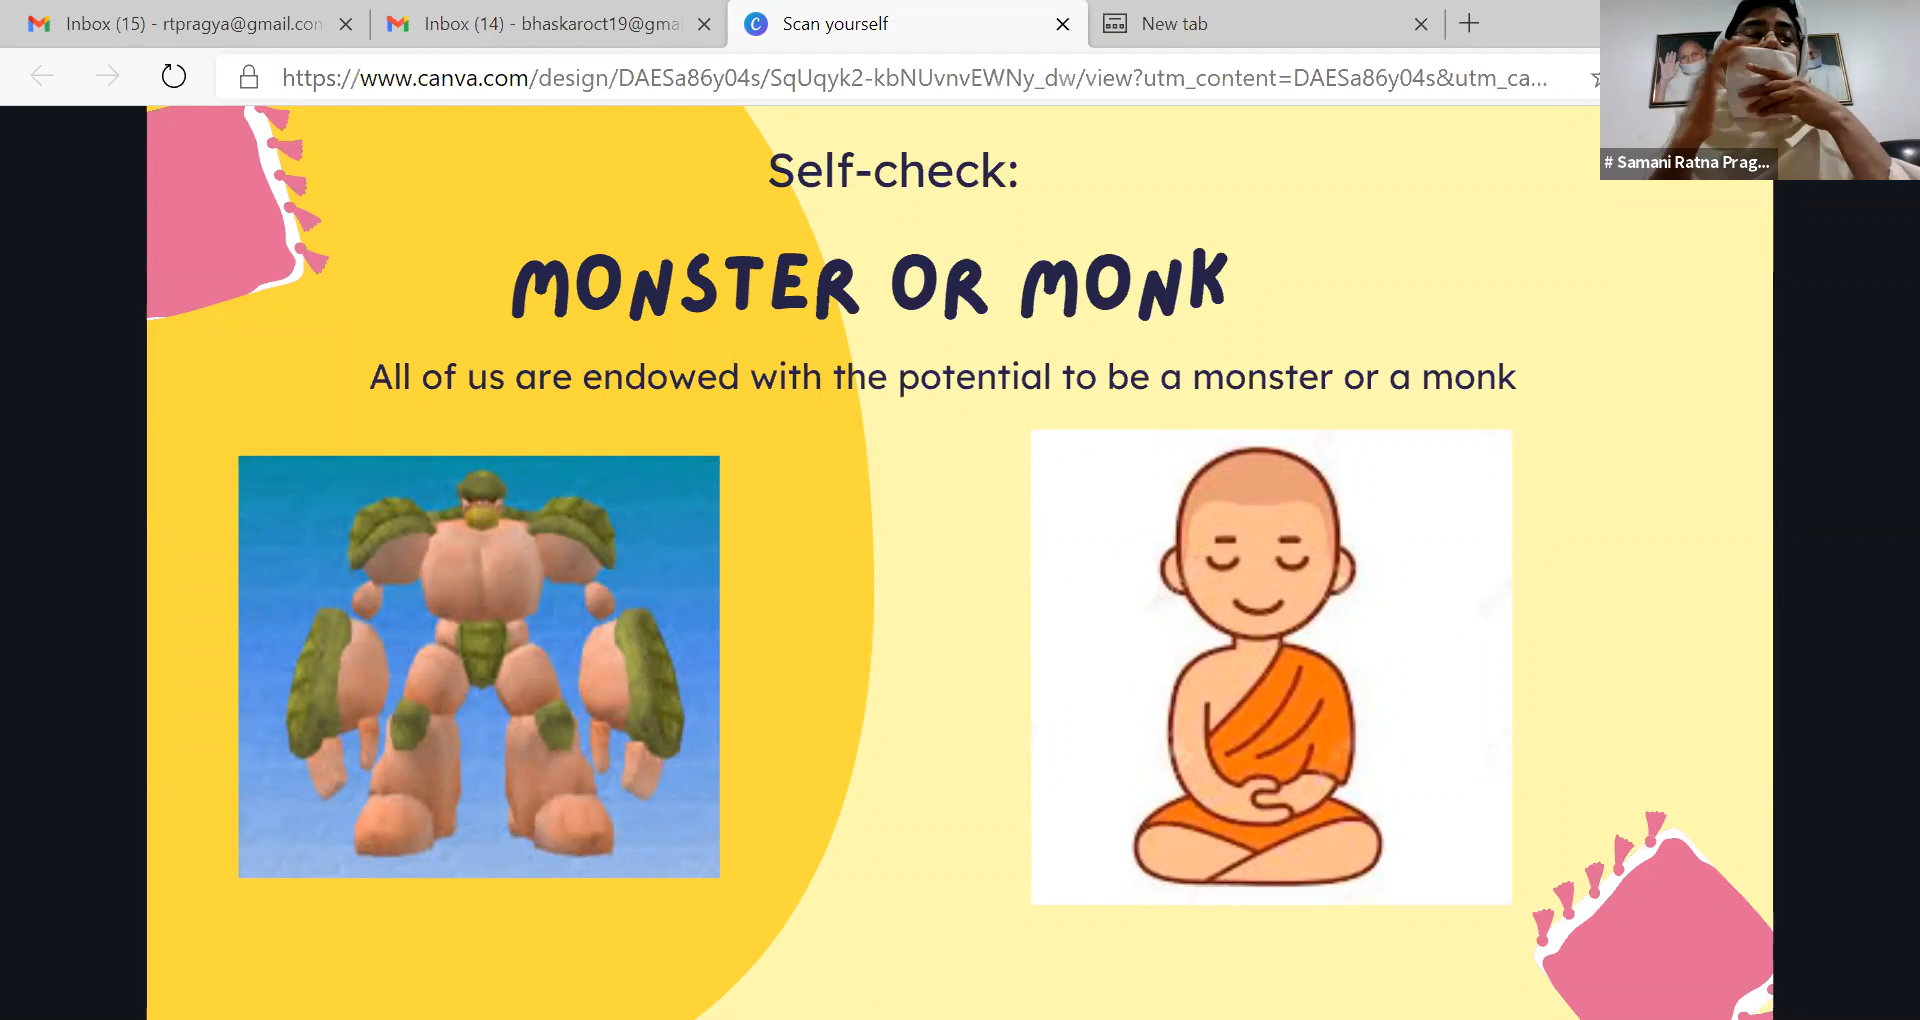 Inbox (15) - rtpragya@gmail.con
Inbox (14) - bhaskaroct19@gma
Scan yourself
New tab
https://www.canva.com/design/DAESa86y04s/SqUqyk2-kbNUvnvEWNy_dw/view?utm_content=DAESa86y04s&utm_ca...
# Samani Ratna Prag...
Self-check:
MONSTER OR MONK
All of us are endowed with the potential to be a monster or a monk